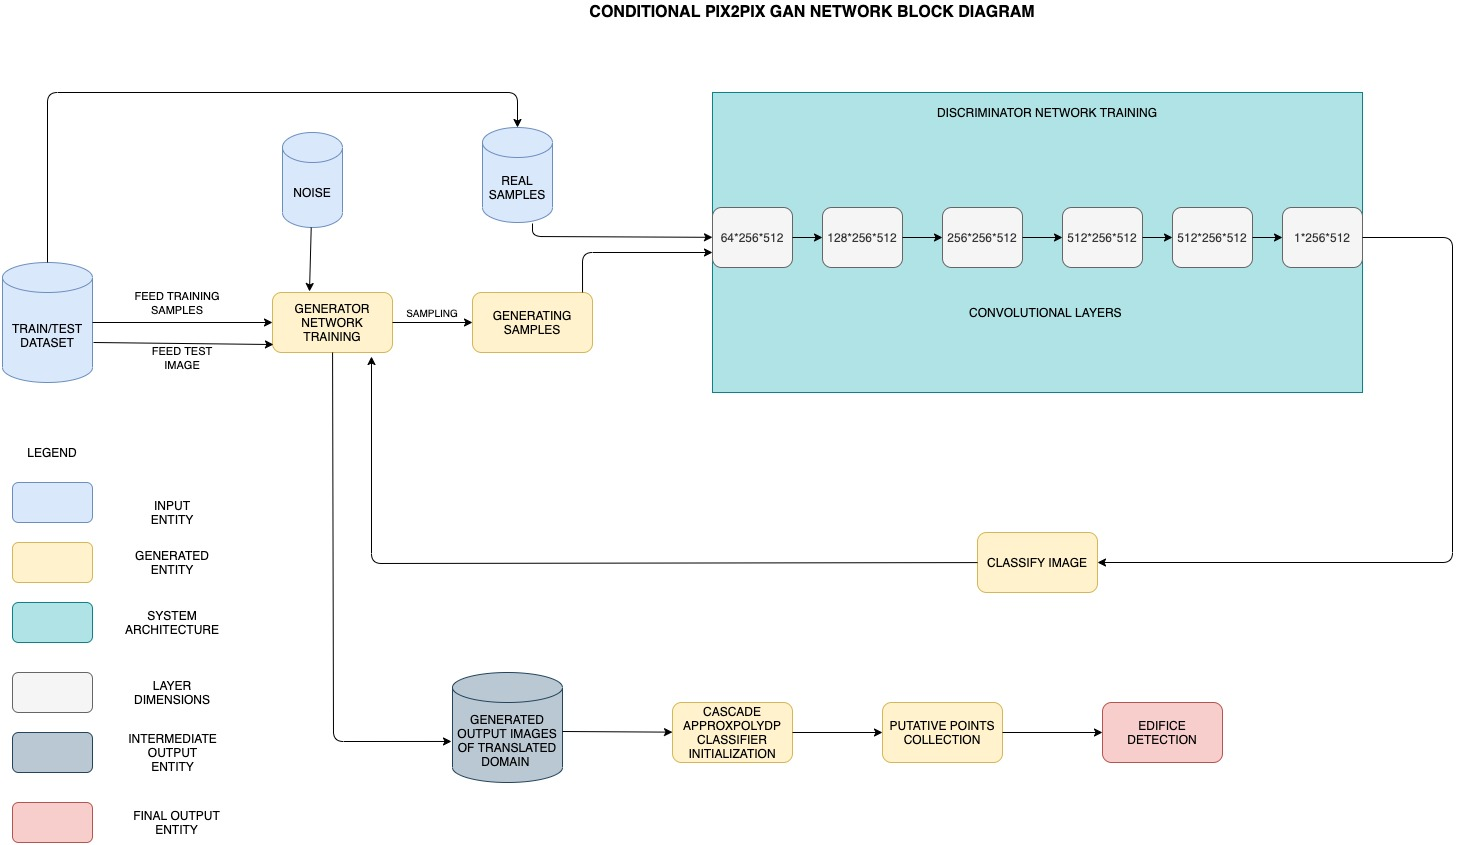 CONDITIONAL PIX2PIX GAN NETWORK BLOCK DIAGRAM
DISCRIMINATOR NETWORK TRAINING
NOISE
REAL
SAMPLES
64*256*512
128*256*512
256*256*512
512*256*512
512*256*512
1*256*512
CONVOLUTIONAL LAYERS
TRAIN/TEST
DATASET
FEED TRAINING
SAMPLES
FEED TEST
IMAGE
GENERATOR
NETWORK
TRAINING
SAMPLING
GENERATING
SAMPLES
CLASSIFY IMAGE
GENERATED
OUTPUT IMAGES
OF TRANSLATED
DOMAIN
CASCADE
APPROXPOLYDP
CLASSIFIER
INITIALIZATION
PUTATIVE POINTS
COLLECTION
EDIFICE
DETECTION
LEGEND
INPUT
ENTITY
GENERATED
ENTITY
SYSTEM
ARCHITECTURE
LAYER
DIMENSIONS
INTERMEDIATE
OUTPUT
ENTITY
FINAL OUTPUT
ENTITY